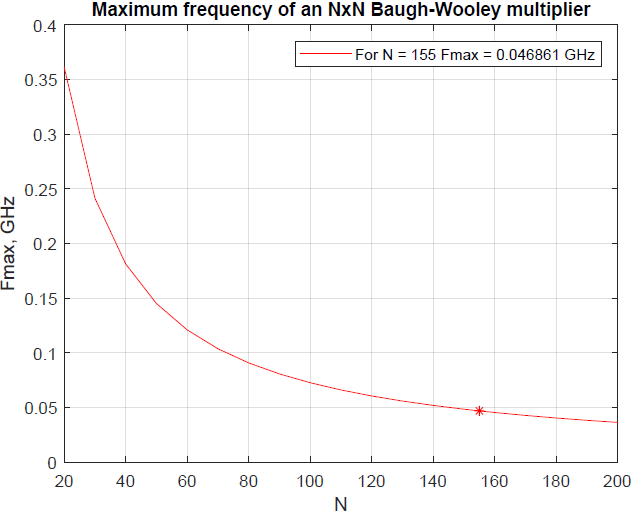 Maximum frequency of an NxN Baugh-Wooley multiplier
For N = 155 Fmax = 0.046861 GHz
Fmax, GHz
0.4
0.35
0.3
0.25
0.2
0.15
0.1
0.05
0
20 40 60 80 100 120 140 160 180 200
N